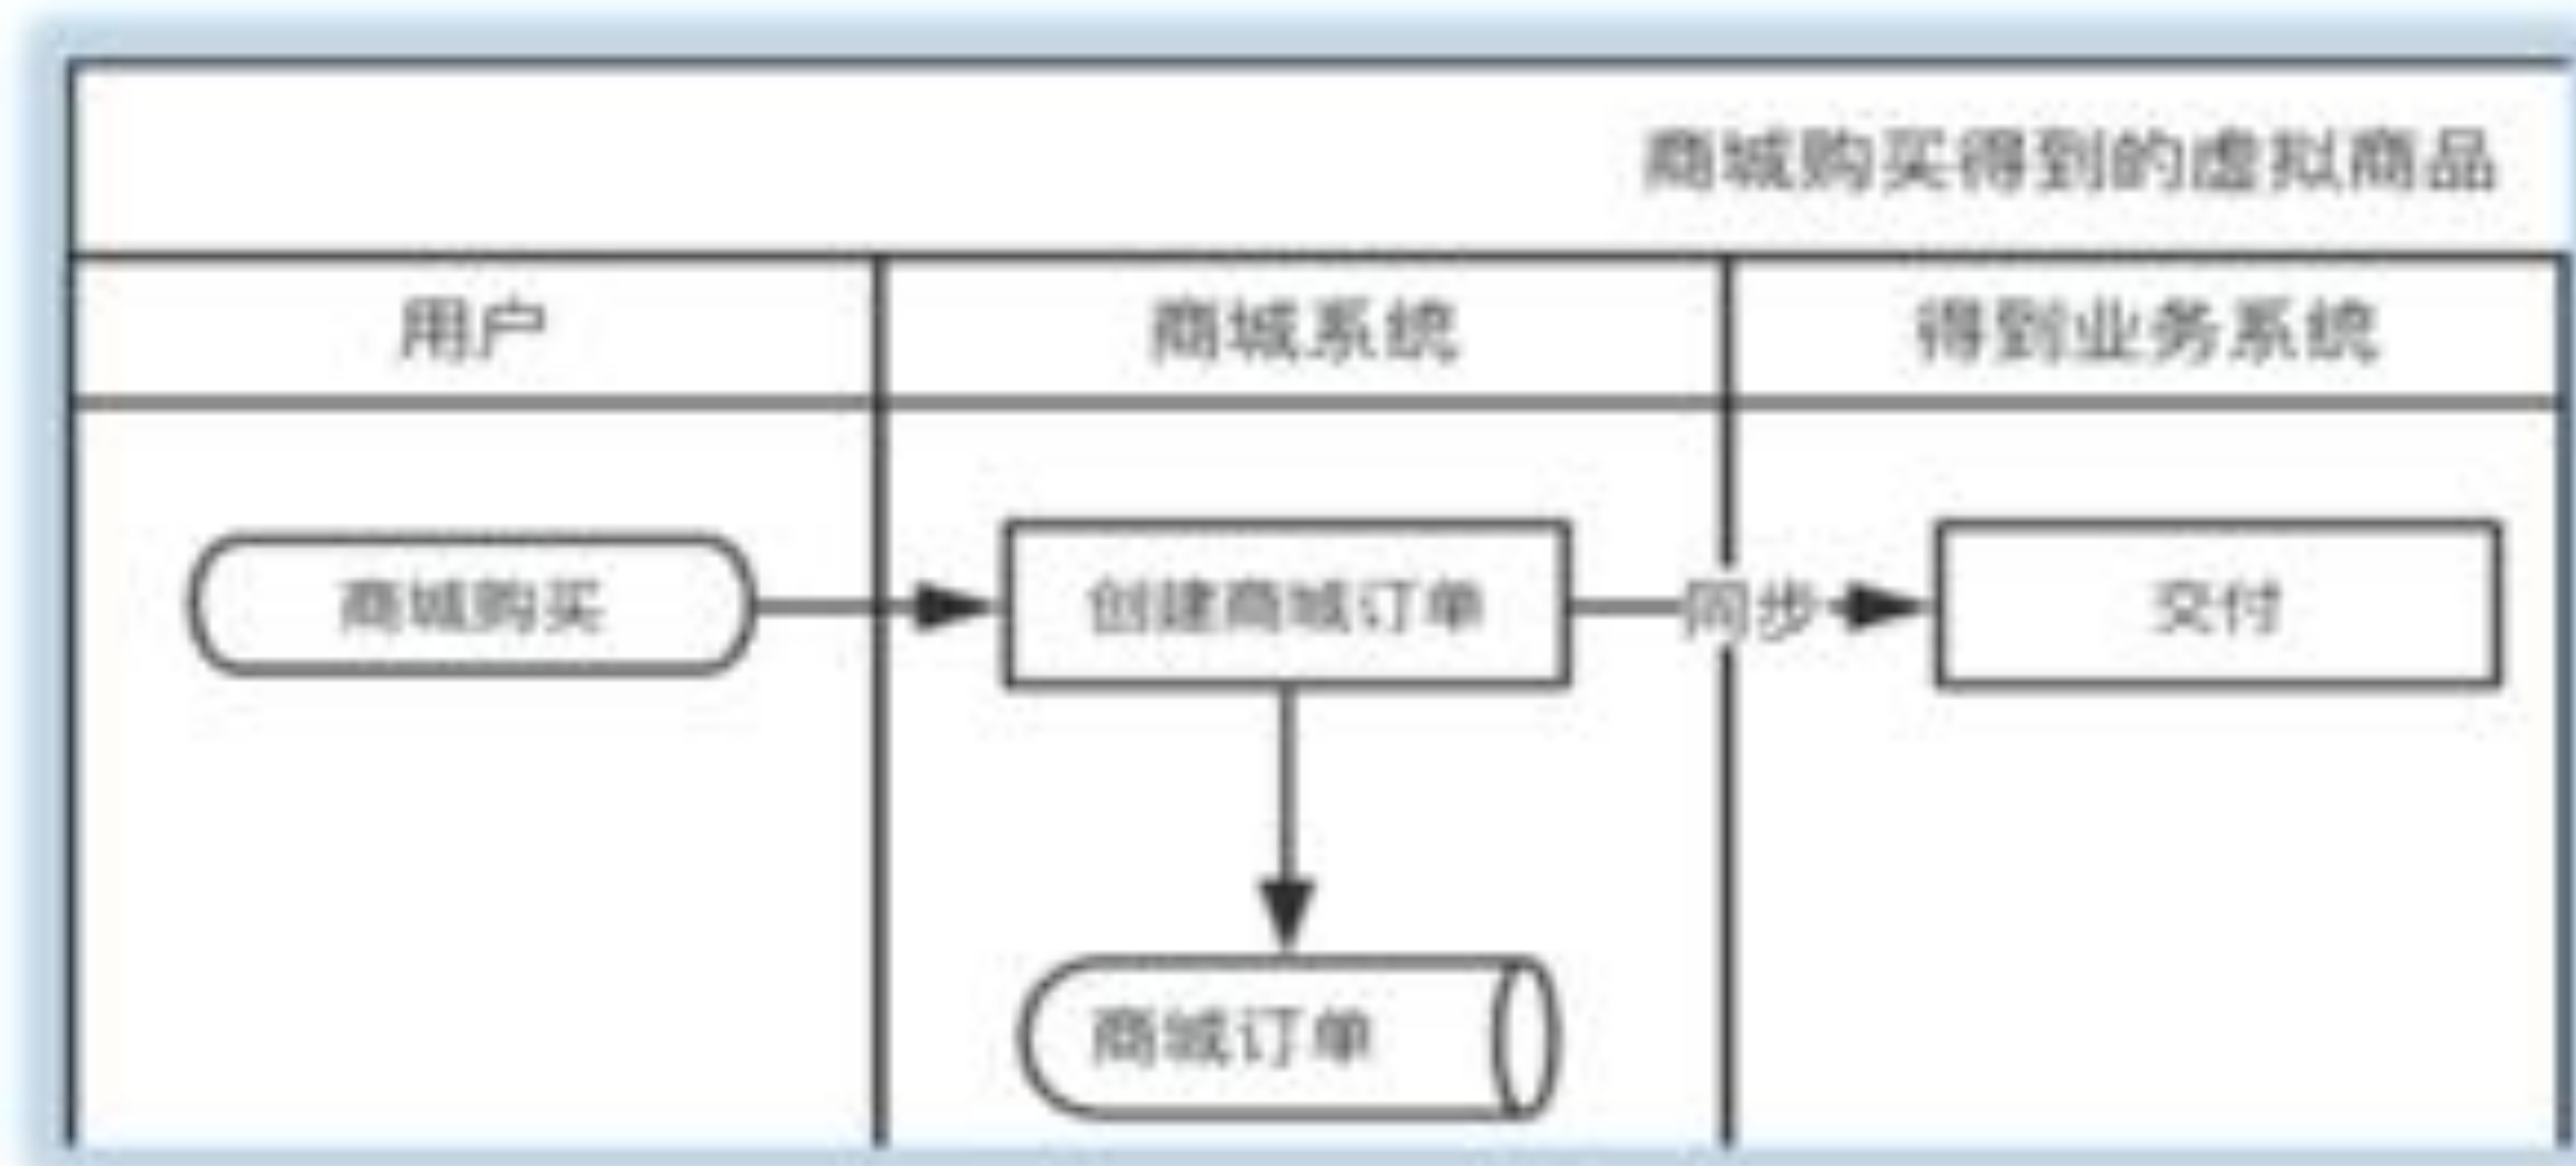 商城购买得到的虚拟商品
用户 商城系统 得到业务系统
商城购买 创建商城订单 同步 交付
商城订单